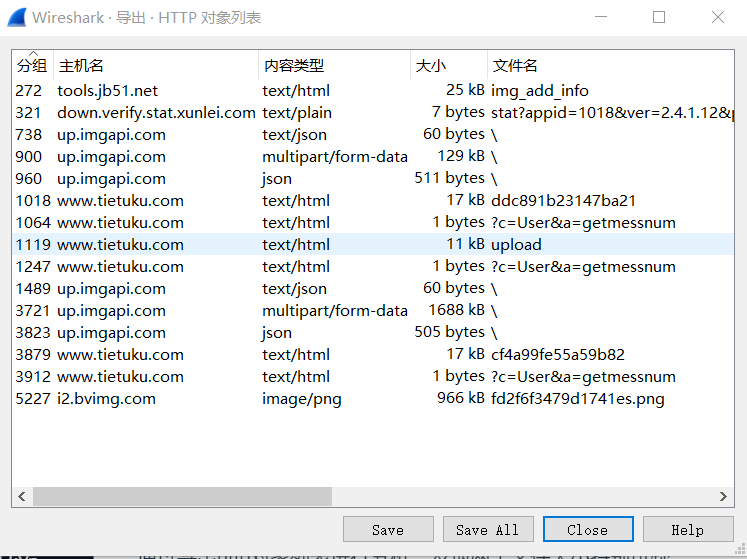 Wireshark · 导出 · HTTP 对象列表
分组 主机名 内容类型 大小 文件名
272 tools.jb51.net text/html 25 kB img_add_info
321 down.verify.stat.xunlei.com text/plain 7 bytes stat?appid=1018&ver=2.4.1.12&p
738 up.imgapi.com text/json 60 bytes \
900 up.imgapi.com multipart/form-data 129 kB \
960 up.imgapi.com json 511 bytes \
1018 www.tietuku.com text/html 17 kB ddc891b23147ba21
1064 www.tietuku.com text/html 1 bytes ?c=User&a=getmessnum
1119 www.tietuku.com text/html 11 kB upload
1247 www.tietuku.com text/html 1 bytes ?c=User&a=getmessnum
1489 up.imgapi.com text/json 60 bytes \
3721 up.imgapi.com multipart/form-data 1688 kB \
3823 up.imgapi.com json 505 bytes \
3879 www.tietuku.com text/html 17 kB cf4a99fe55a59b82
3912 www.tietuku.com text/html 1 bytes ?c=User&a=getmessnum
5227 i2.bvimg.com image/png 966 kB fd2f6f3479d1741es.png
Save Save All Close Help